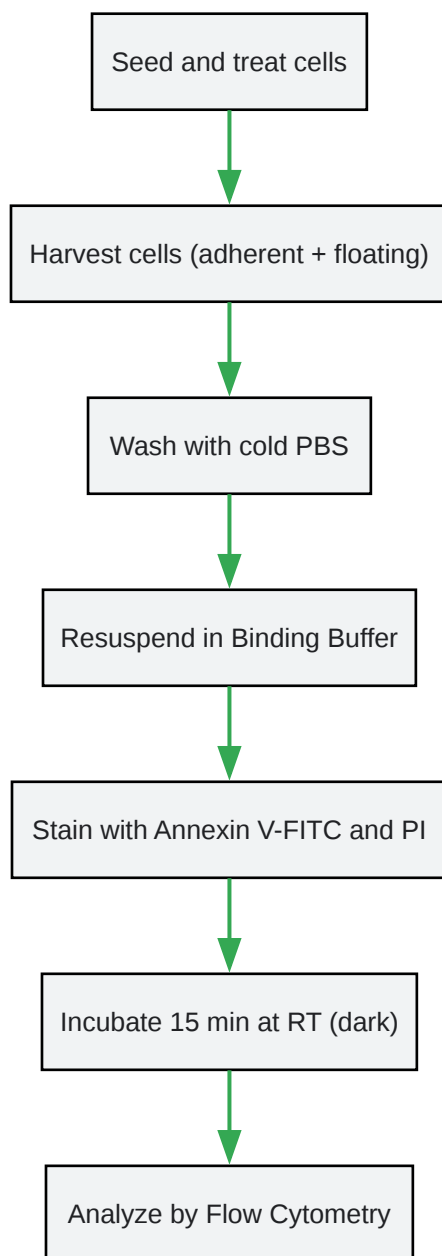 Seed and treat cells
Harvest cells (adherent + floating)
Wash with cold PBS
Resuspend in Binding Buffer
Stain with Annexin V-FITC and PI
Incubate 15 min at RT (dark)
Analyze by Flow Cytometry